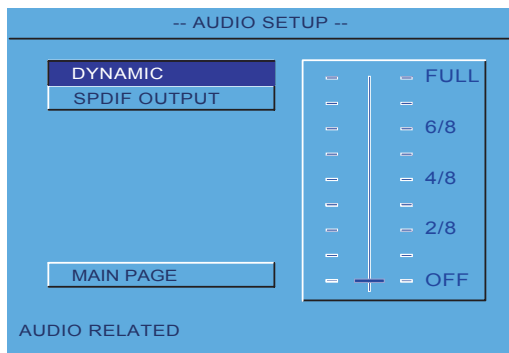 -- AUDIO SETUP --
DYNAMIC
SPDIF OUTPUT
MAIN PAGE
FULL
6/8
4/8
2/8
OFF
AUDIO RELATED